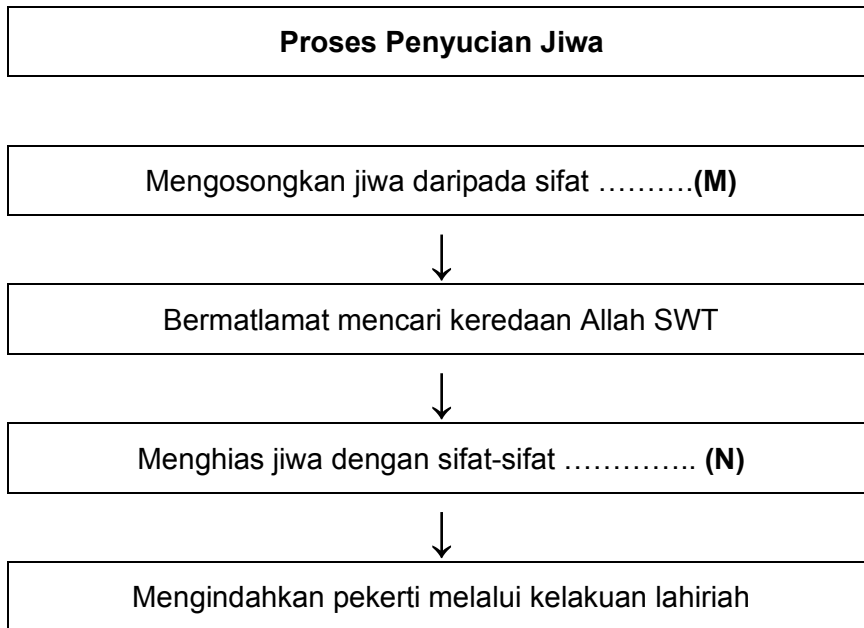 Proses Penyucian Jiwa
Mengosongkan jiwa daripada sifat ……….(M)
Bermatlamat mencari keredaan Allah SWT
Menghias jiwa dengan sifat-sifat ………….. (N)
Mengindahkan pekerti melalui kelakuan lahiriah